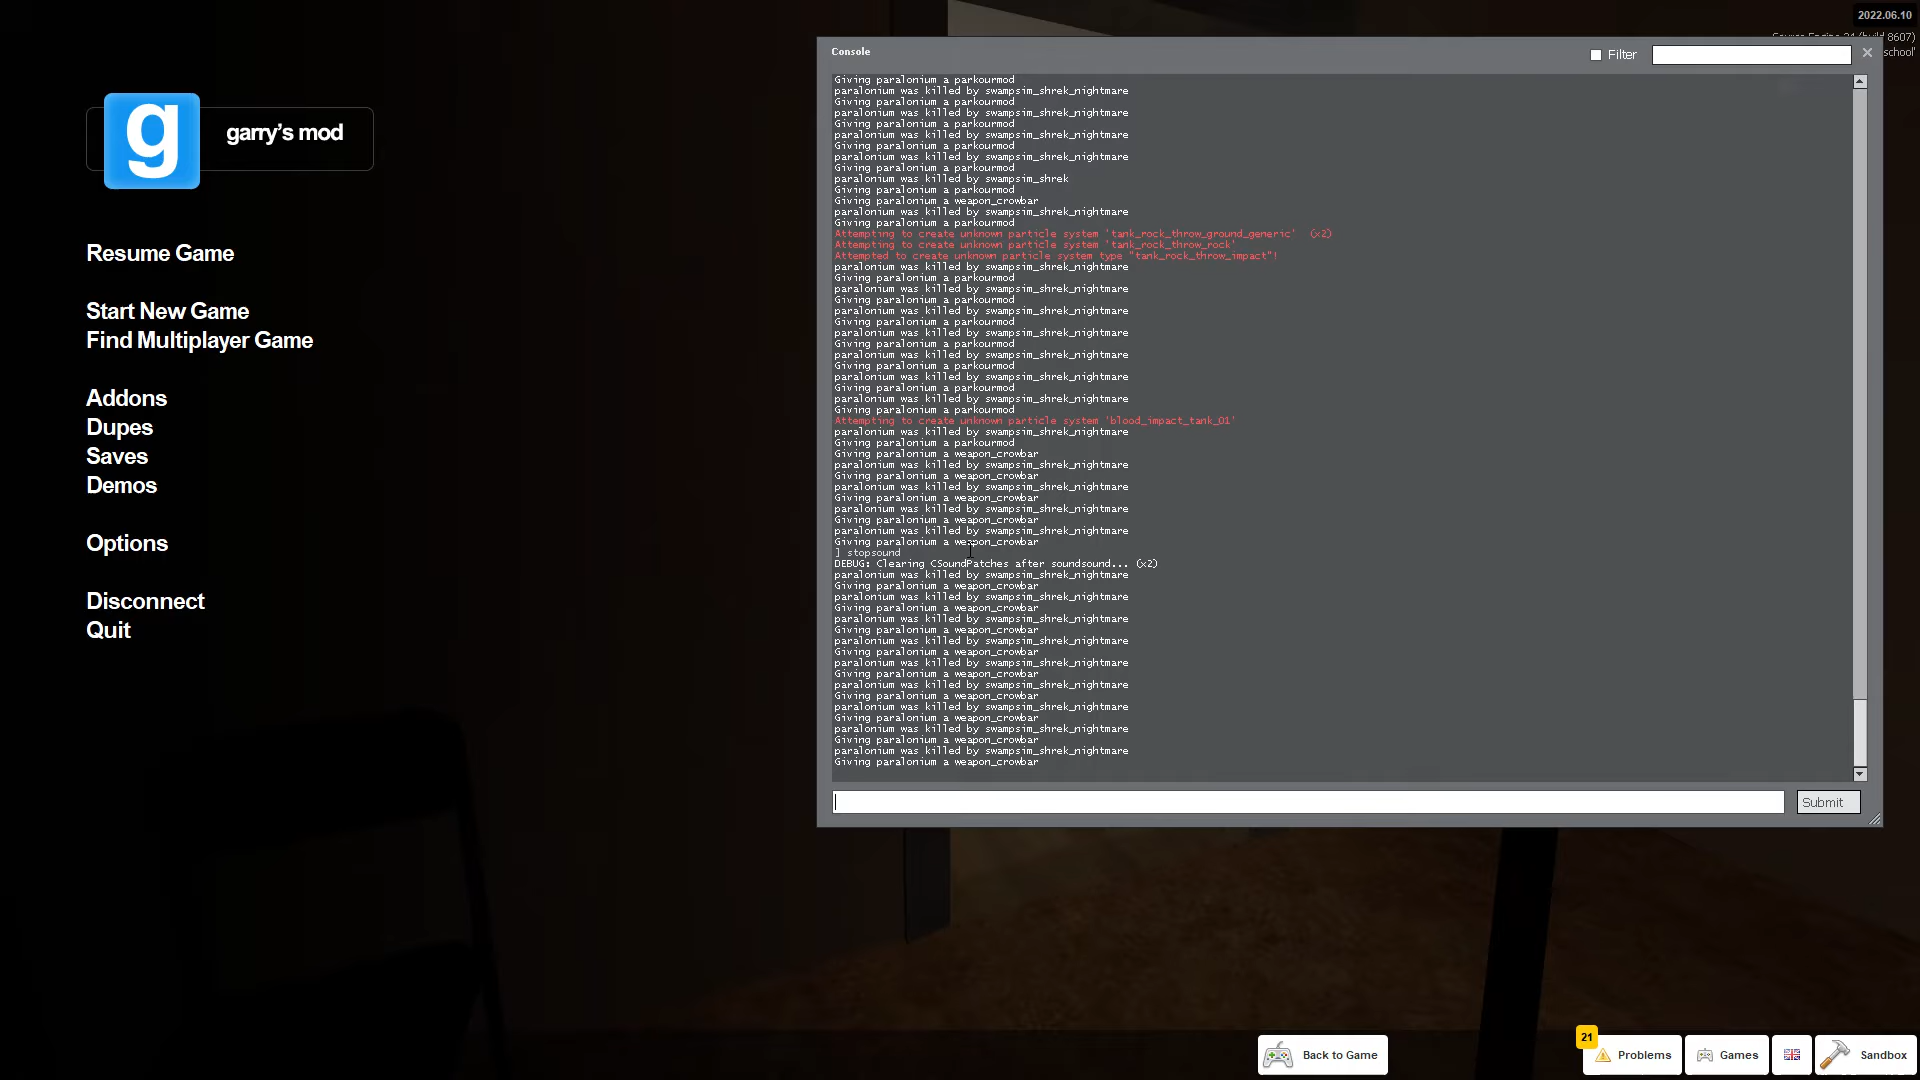 2022.06.10
8607)
school'
g
garry's mod
Resume Game
Start New Game
Find Multiplayer Game
Addons
Dupes
Saves
Demos
Options
Disconnect
Quit
Console
Filter
Giving paralonium a parkourmod
paralonium was killed by swampsim_shrek_nightmare
Giving paralonium a parkourmod
paralonium was killed by swampsim_shrek_nightmare
Giving paralonium a parkourmod
paralonium was killed by swampsim_shrek_nightmare
Giving paralonium a parkourmod
paralonium was killed by swampsim_shrek_nightmare
Giving paralonium a parkourmod
paralonium was killed by swampsim_shrek
Giving paralonium a parkourmod
Giving paralonium a weapon_crowbar
paralonium was killed by swampsim_shrek_nightmare
Giving paralonium a parkourmod
Attempting to create unknown particle system 'tank_rock_throw_ground_generic' (x2)
Attempting to create unknown particle system 'tank_rock_throw_rock'
Attempted to create unknown particle system type "tank_rock_throw_impact"!
paralonium was killed by swampsim_shrek_nightmare
Giving paralonium a parkourmod
paralonium was killed by swampsim_shrek_nightmare
Giving paralonium a parkourmod
paralonium was killed by swampsim_shrek_nightmare
Giving paralonium a parkourmod
paralonium was killed by swampsim_shrek_nightmare
Giving paralonium a parkourmod
paralonium was killed by swampsim_shrek_nightmare
Giving paralonium a parkourmod
paralonium was killed by swampsim_shrek_nightmare
Giving paralonium a parkourmod
paralonium was killed by swampsim_shrek_nightmare
Giving paralonium a parkourmod
Attempting to create unknown particle system 'blood_impact_tank_01'
paralonium was killed by swampsim_shrek_nightmare
Giving paralonium a parkourmod
Giving paralonium a weapon_crowbar
paralonium was killed by swampsim_shrek_nightmare
Giving paralonium a weapon_crowbar
paralonium was killed by swampsim_shrek_nightmare
Giving paralonium a weapon_crowbar
paralonium was killed by swampsim_shrek_nightmare
Giving paralonium a weapon_crowbar
paralonium was killed by swampsim_shrek_nightmare
Giving paralonium a weapon_crowbar
] stopsound
DEBUG: Clearing CSoundPatches after soundsound... (x2)
paralonium was killed by swampsim_shrek_nightmare
Giving paralonium a weapon_crowbar
paralonium was killed by swampsim_shrek_nightmare
Giving paralonium a weapon_crowbar
paralonium was killed by swampsim_shrek_nightmare
Giving paralonium a weapon_crowbar
paralonium was killed by swampsim_shrek_nightmare
Giving paralonium a weapon_crowbar
paralonium was killed by swampsim_shrek_nightmare
Giving paralonium a weapon_crowbar
paralonium was killed by swampsim_shrek_nightmare
Giving paralonium a weapon_crowbar
paralonium was killed by swampsim_shrek_nightmare
Giving paralonium a weapon_crowbar
paralonium was killed by swampsim_shrek_nightmare
Giving paralonium a weapon_crowbar
paralonium was killed by swampsim_shrek_nightmare
Giving paralonium a weapon_crowbar
Submit
Back to Game
21
Problems
Games
Sandbox